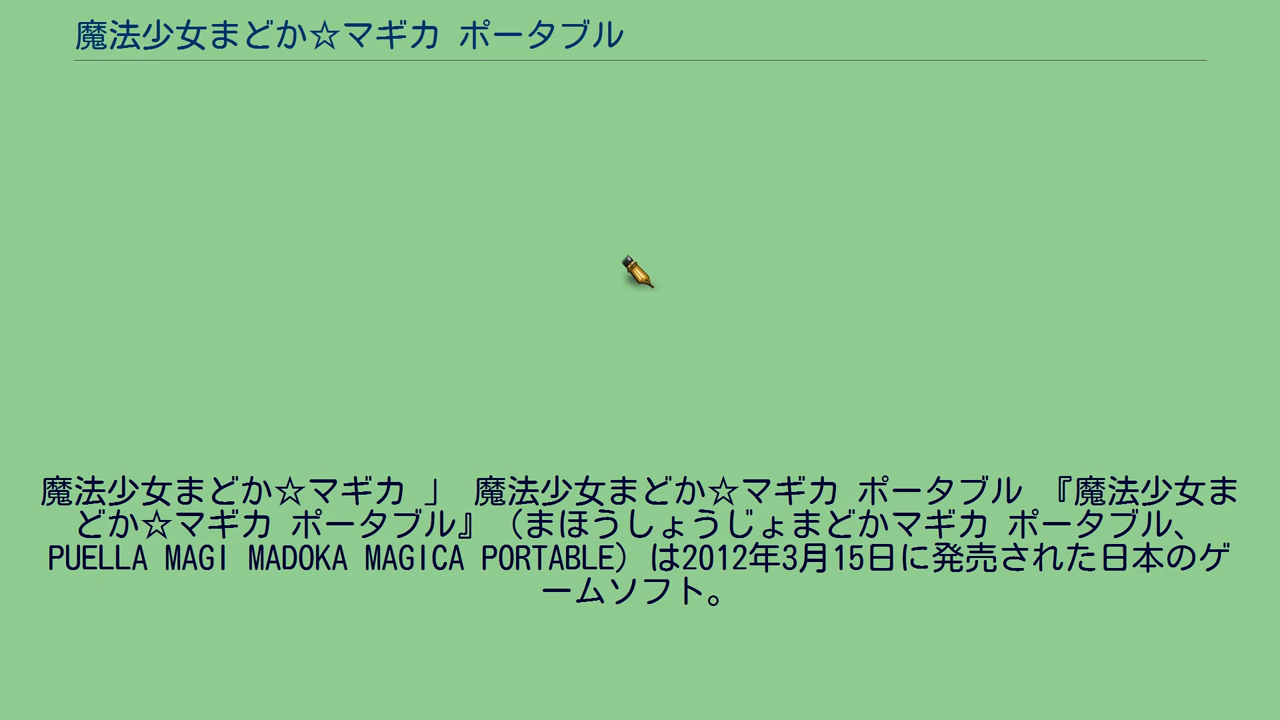 魔法少女まどか☆マギカ ポータブル
魔法少女まどか☆マギカ 」 魔法少女まどか☆マギカ ポータブル 『魔法少女ま
どか☆マギカ ポータブル』（まほうしょうじょまどかマギカ ポータブル、
PUELLA MAGI MADOKA MAGICA PORTABLE）は2012年3月15日に発売された日本のゲ
ームソフト。